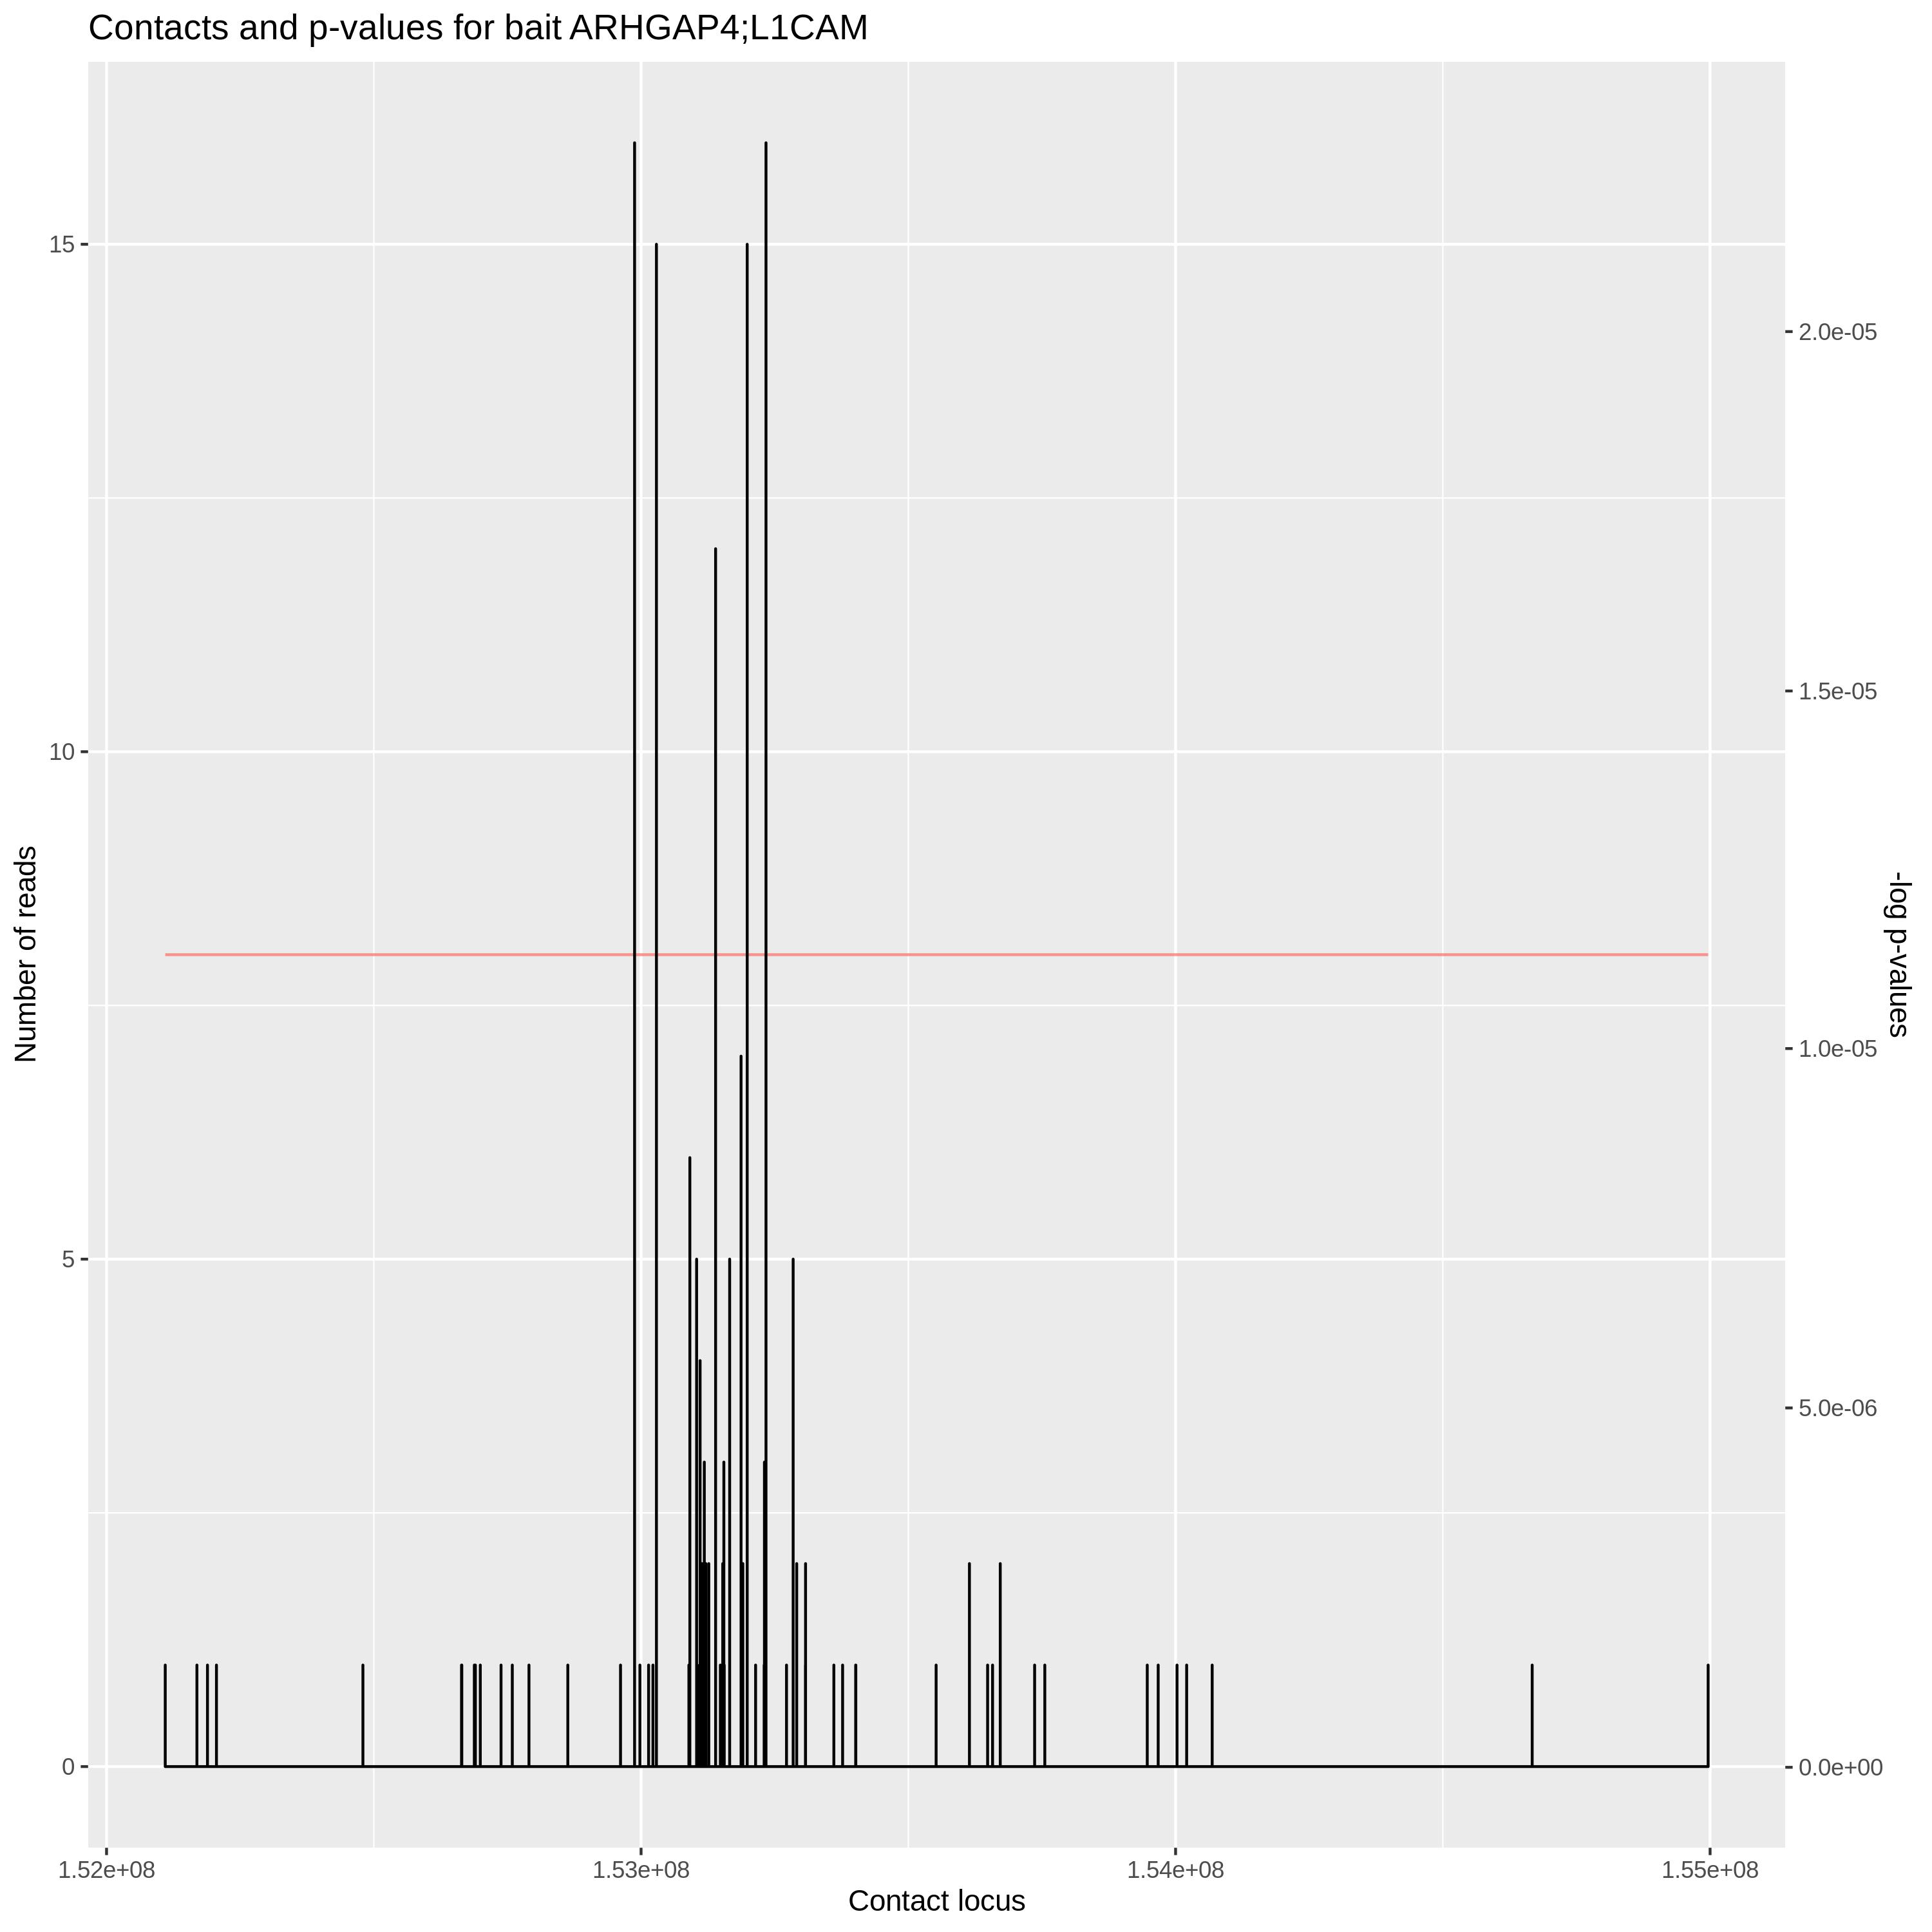 Contacts and p-values for bait ARHGAP4;L1CAM
15
10
5
0
Number of reads
2.0e-05
1.5e-05
1.0e-05
5.0e-06
0.0e+00
-log p-values
1.52e+08
1.53e+08
1.54e+08
1.55e+08
Contact locus